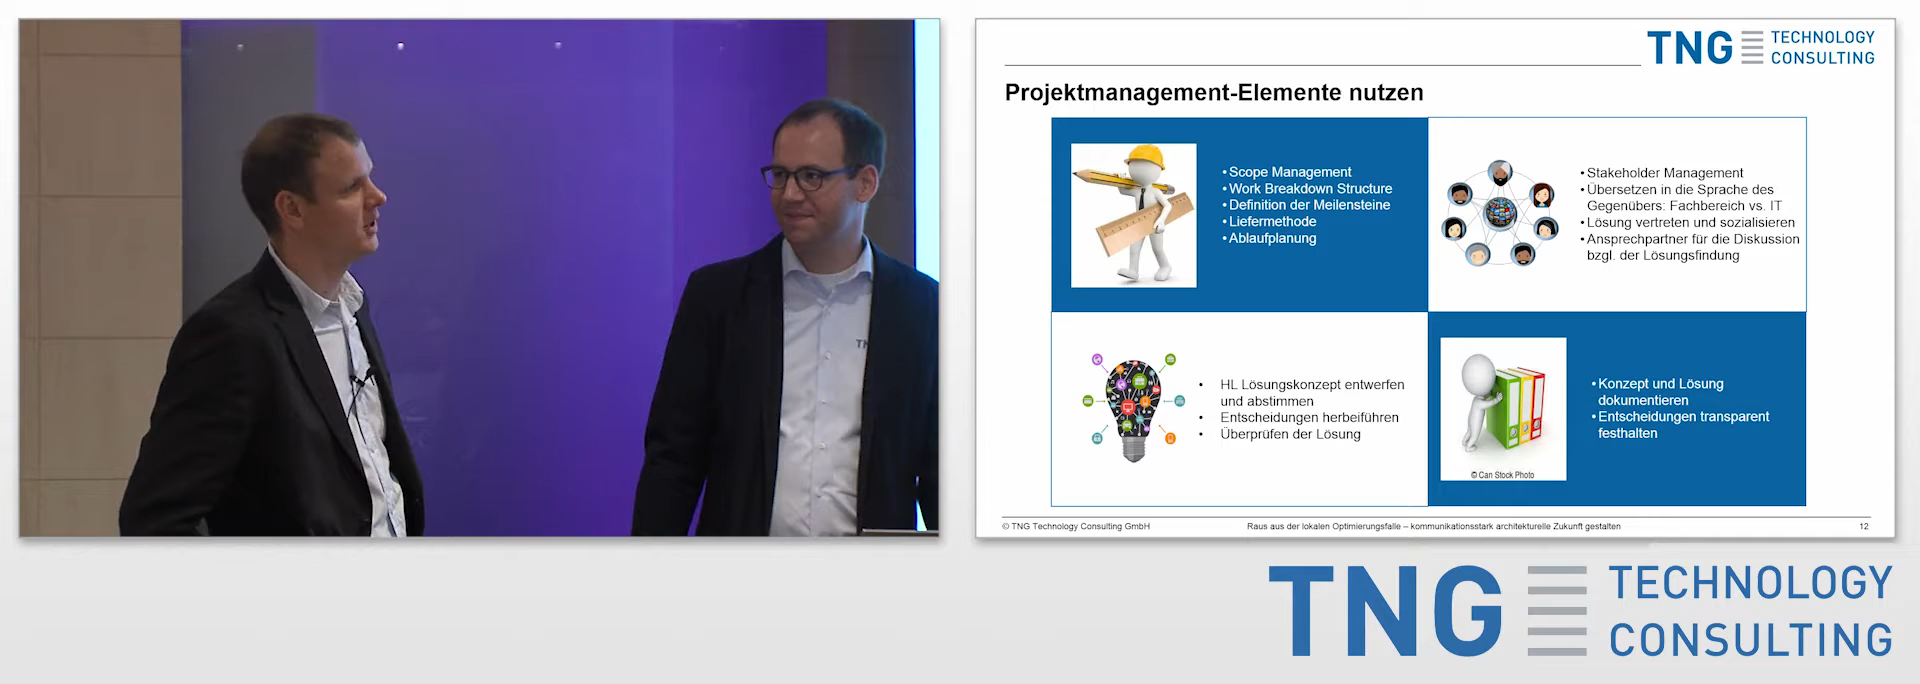 TN
TNG TECHNOLOGY
CONSULTING
Projektmanagement-Elemente nutzen
• Scope Management
• Work Breakdown Structure
• Definition der Meilensteine
• Liefermethode
• Ablaufplanung
• Stakeholder Management
• Übersetzen in die Sprache des
Gegenübers: Fachbereich vs. IT
• Lösung vertreten und sozialisieren
• Ansprechpartner für die Diskussion
bzgl. der Lösungsfindung
• HL Lösungskonzept entwerfen
und abstimmen
• Entscheidungen herbeiführen
• Überprüfen der Lösung
• Konzept und Lösung
dokumentieren
• Entscheidungen transparent
festhalten
© Can Stock Photo
© TNG Technology Consulting GmbH
Raus aus der lokalen Optimierungsfalle – kommunikationsstark architekturelle Zukunft gestalten
12
TNG TECHNOLOGY
CONSULTING